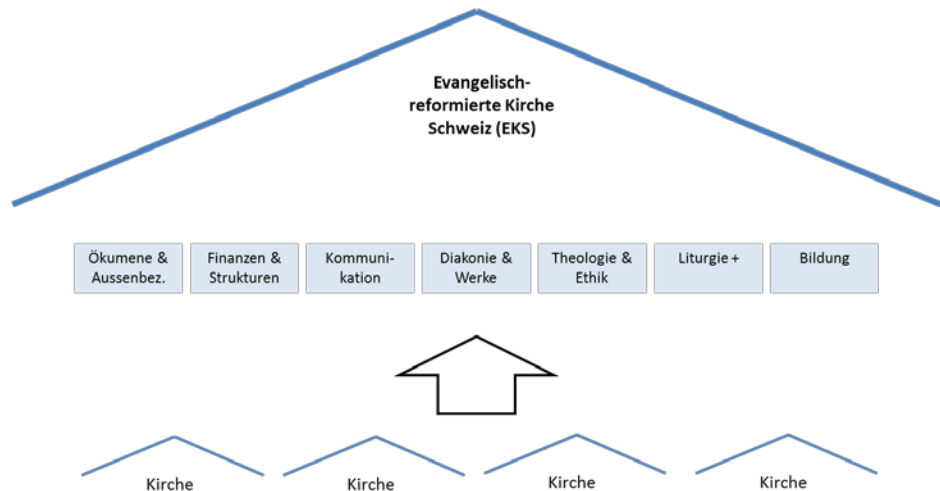 Evangelisch-
reformierte Kirche
Schweiz (EKS)
Ökumene &
Aussenbez.
Finanzen &
Strukturen
Kommuni-
kation
Diakonie &
Werke
Theologie &
Ethik
Liturgie +
Bildung
Kirche
Kirche
Kirche
Kirche